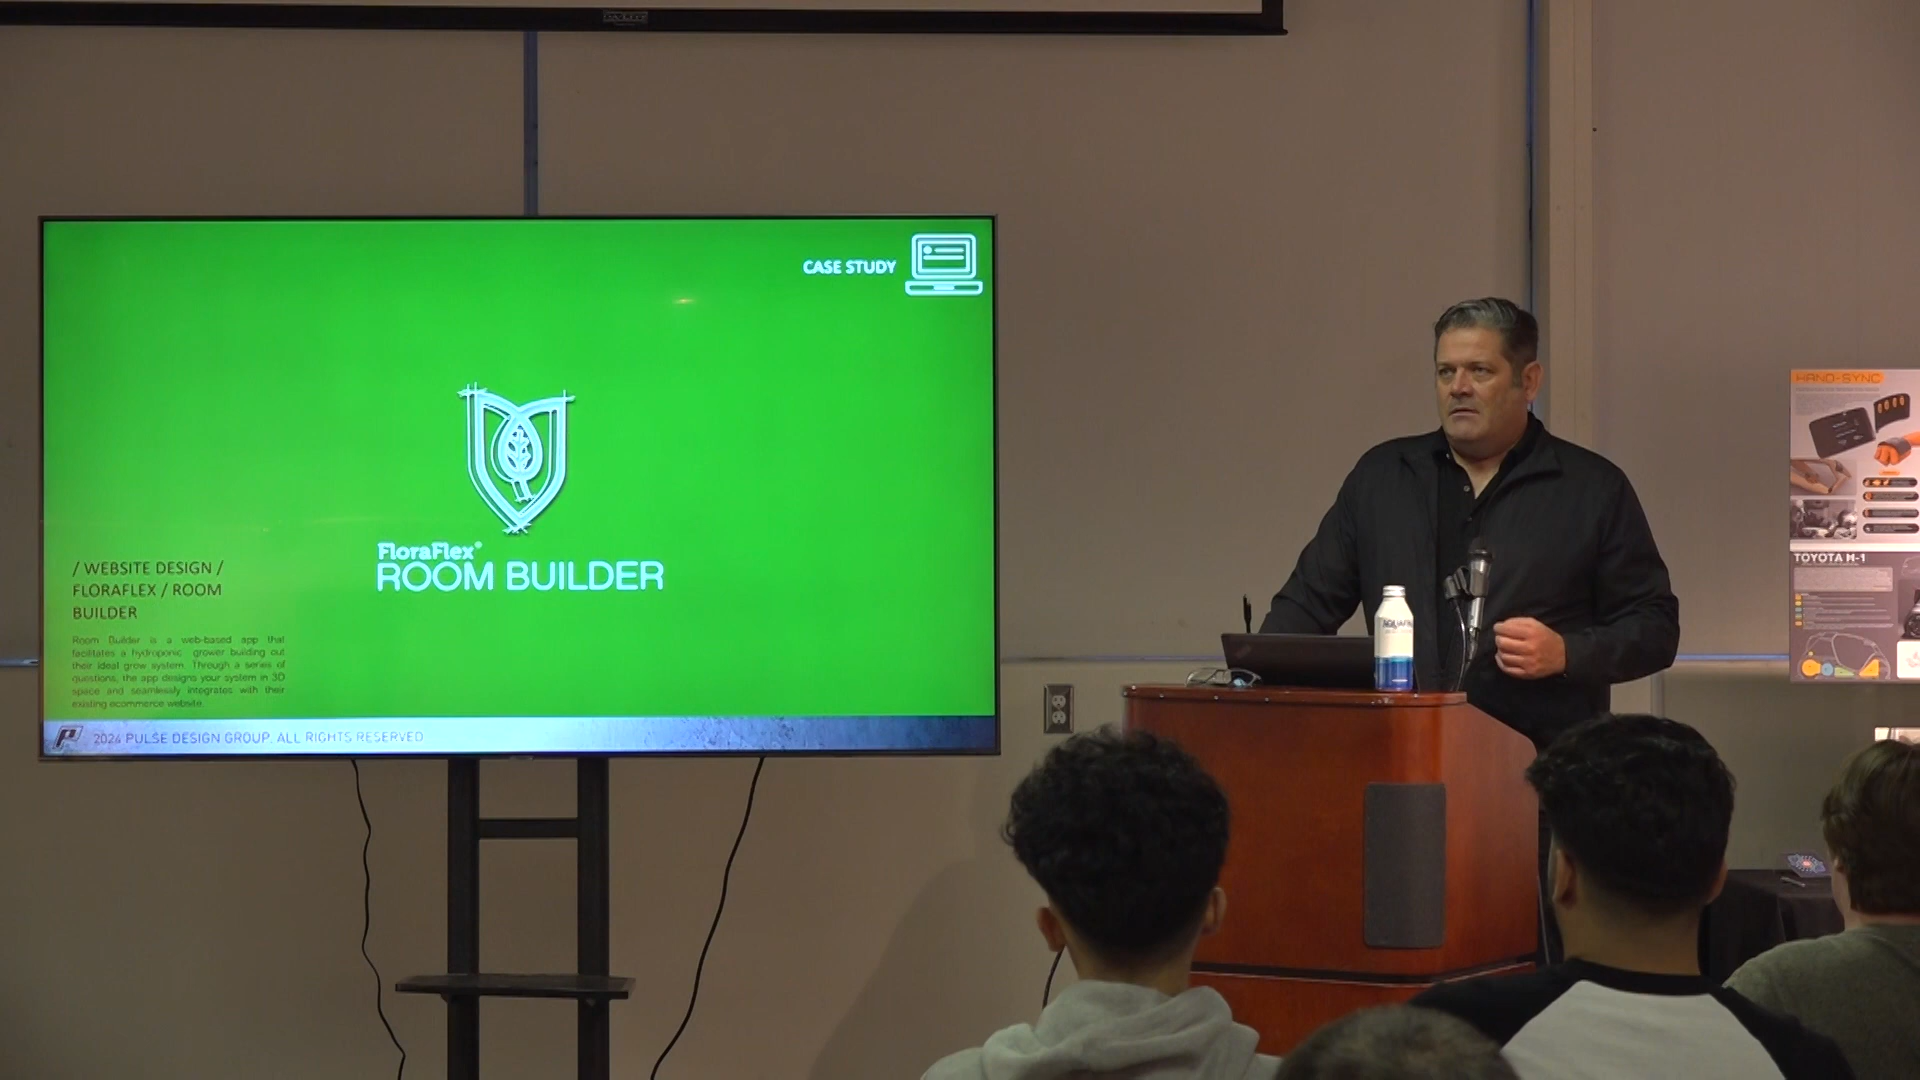 DA-LITE
CASE STUDY
FloraFlex®
ROOM BUILDER
/ WEBSITE DESIGN /
FLORAFLEX / ROOM
BUILDER
Room Builder is a web-based app that
facilitates a hydroponic grower building out
their ideal grow system. Through a series of
questions, the app designs your system in 3D
space and seamlessly integrates with their
existing ecommerce website.
2024 PULSE DESIGN GROUP. ALL RIGHTS RESERVED
AQUAFINA
HAND-SYNC
TOYOTA M-1